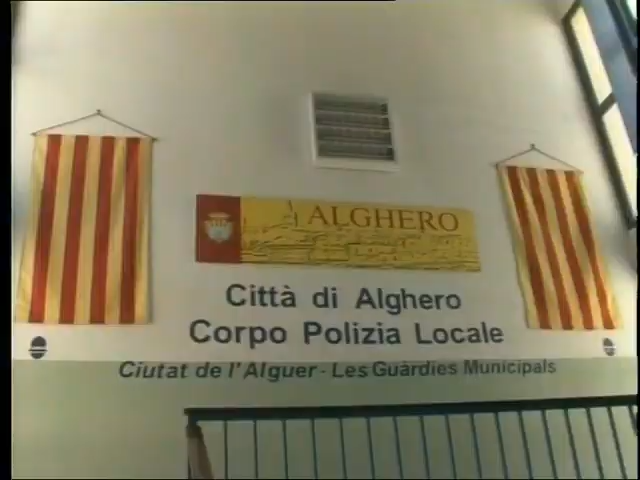 ALGHERO
Città di Alghero
Corpo Polizia Locale
Ciutat de l'Alguer - Les Guàrdies Municipals